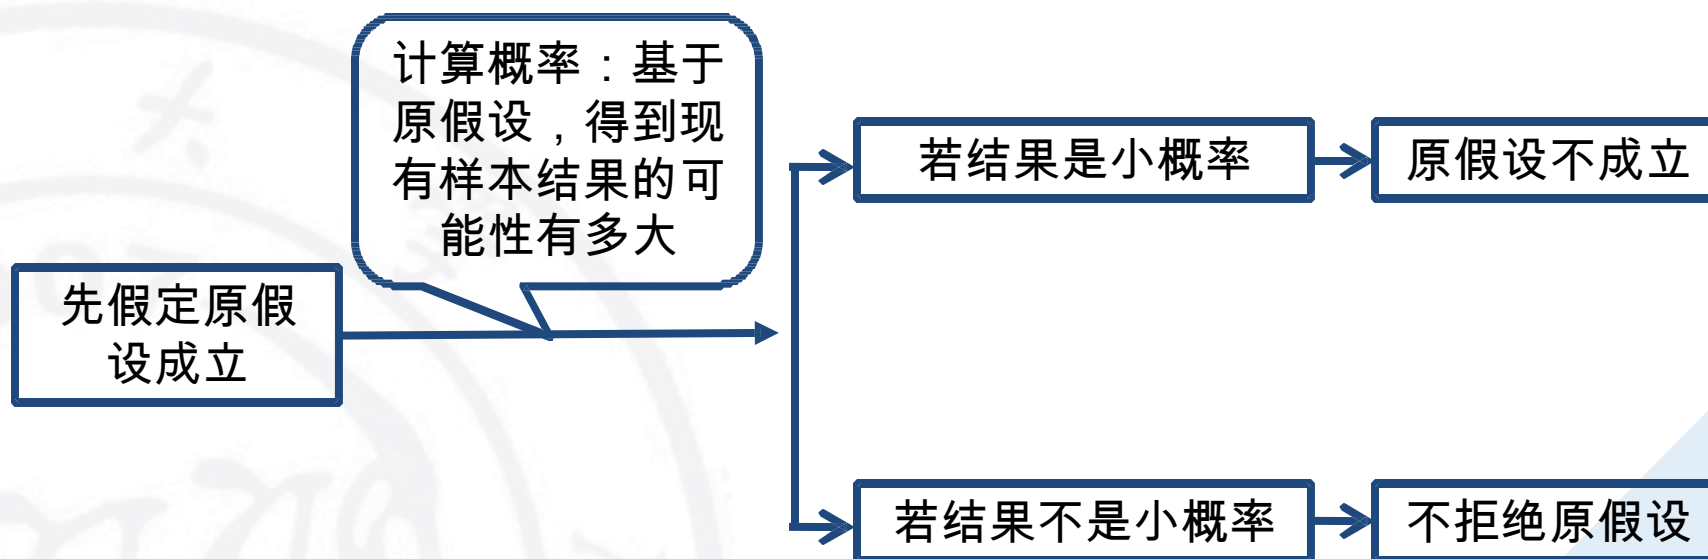 计算概率：基于
原假设，得到现
有样本结果的可
能性有多大
先假定原假
设成立
若结果是小概率
原假设不成立
若结果不是小概率
不拒绝原假设